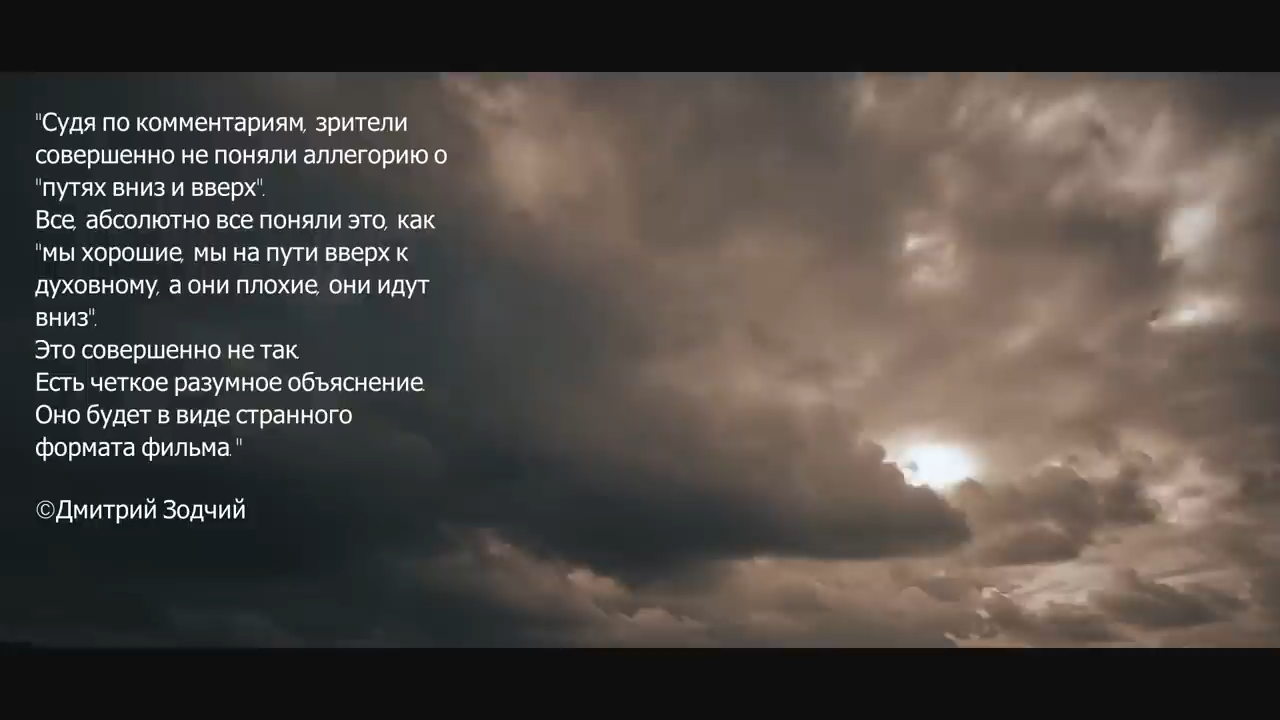 "Судя по комментариям, зрители
совершенно не поняли аллегорию о
"путях вниз и вверх".
Все, абсолютно все поняли это, как
"мы хорошие, мы на пути вверх к
духовному, а они плохие, они идут
вниз".
Это совершенно не так.
Есть четкое разумное объяснение.
Оно будет в виде странного
формата фильма."
©Дмитрий Зодчий